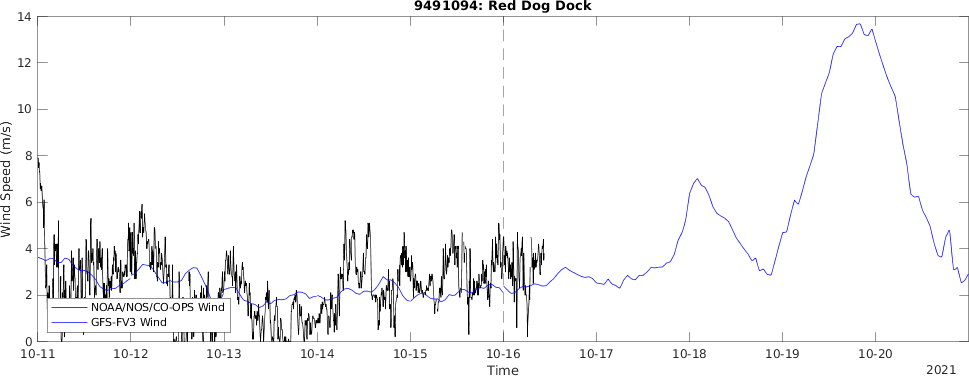 9491094: Red Dog Dock
Wind Speed (m/s)
14
12
10
8
6
4
2
0
NOAA/NOS/CO-OPS Wind
GFS-FV3 Wind
10-11 10-12 10-13 10-14 10-15 10-16 10-17 10-18 10-19 10-20
Time
2021